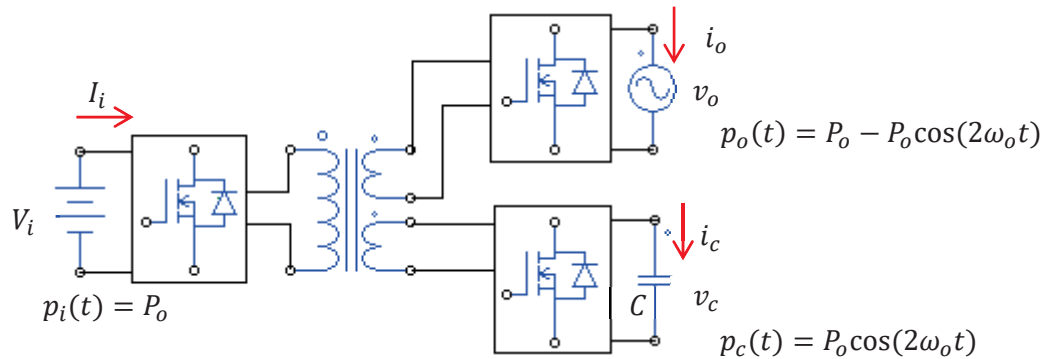 i_o
I_i
v_o
p_o(t) = P_o − P_o cos(2ω_o t)
V_i
i_c
p_i(t) = P_o
C
v_c
p_c(t) = P_o cos(2ω_o t)